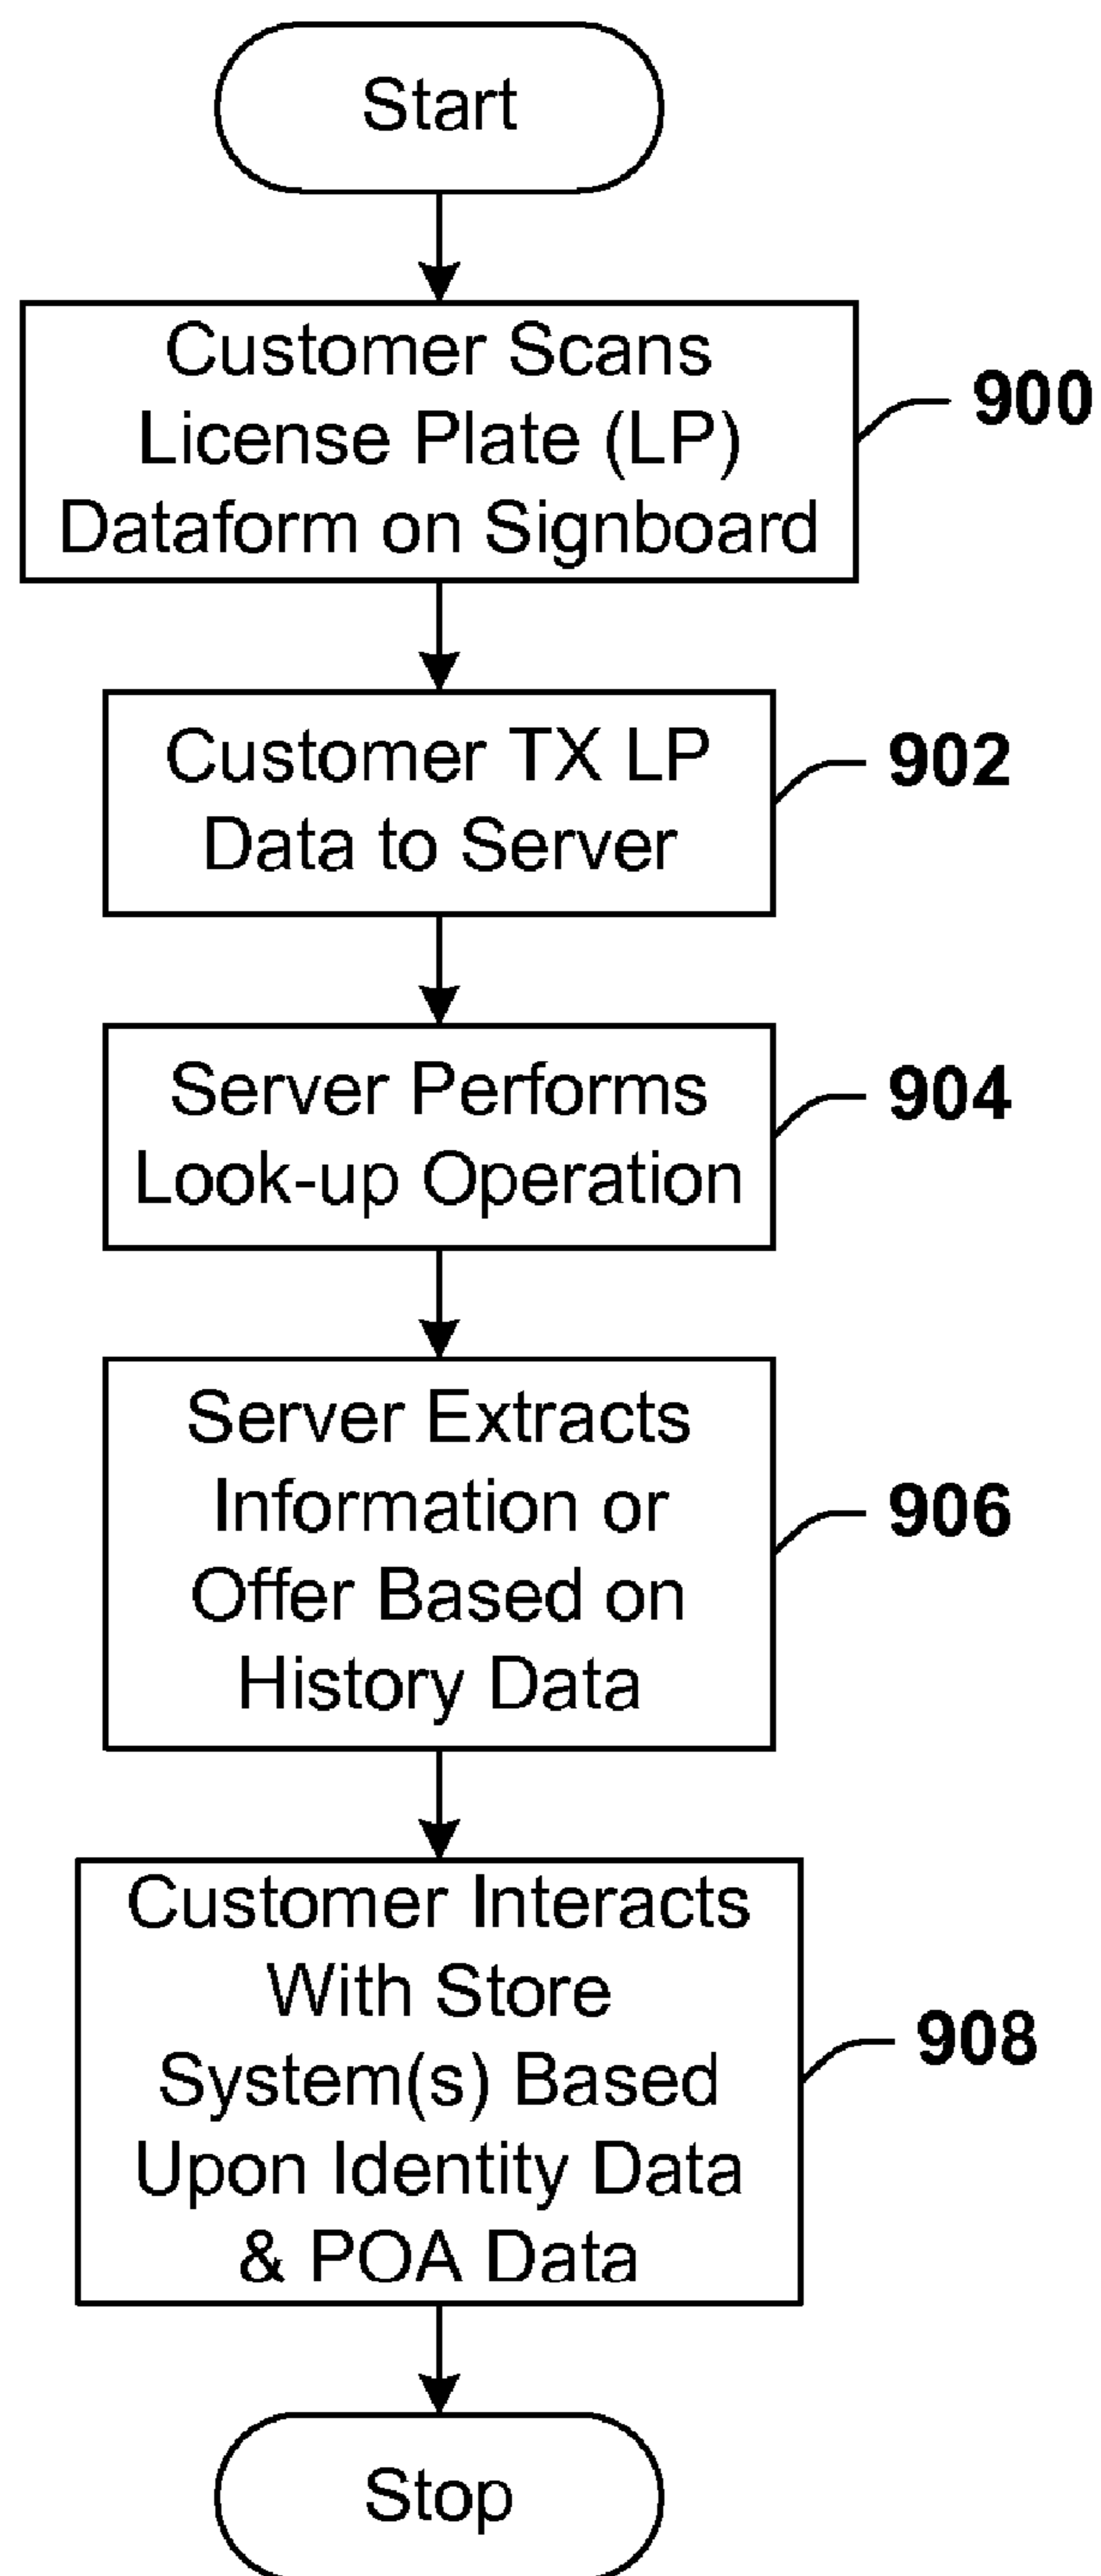 Start
Customer Scans
License Plate (LP)
Dataform on Signboard
900
Customer TX LP
Data to Server
902
Server Performs
Look-up Operation
904
Server Extracts
Information or
Offer Based on
History Data
906
Customer Interacts
With Store
System(s) Based
Upon Identity Data
& POA Data
908
Stop